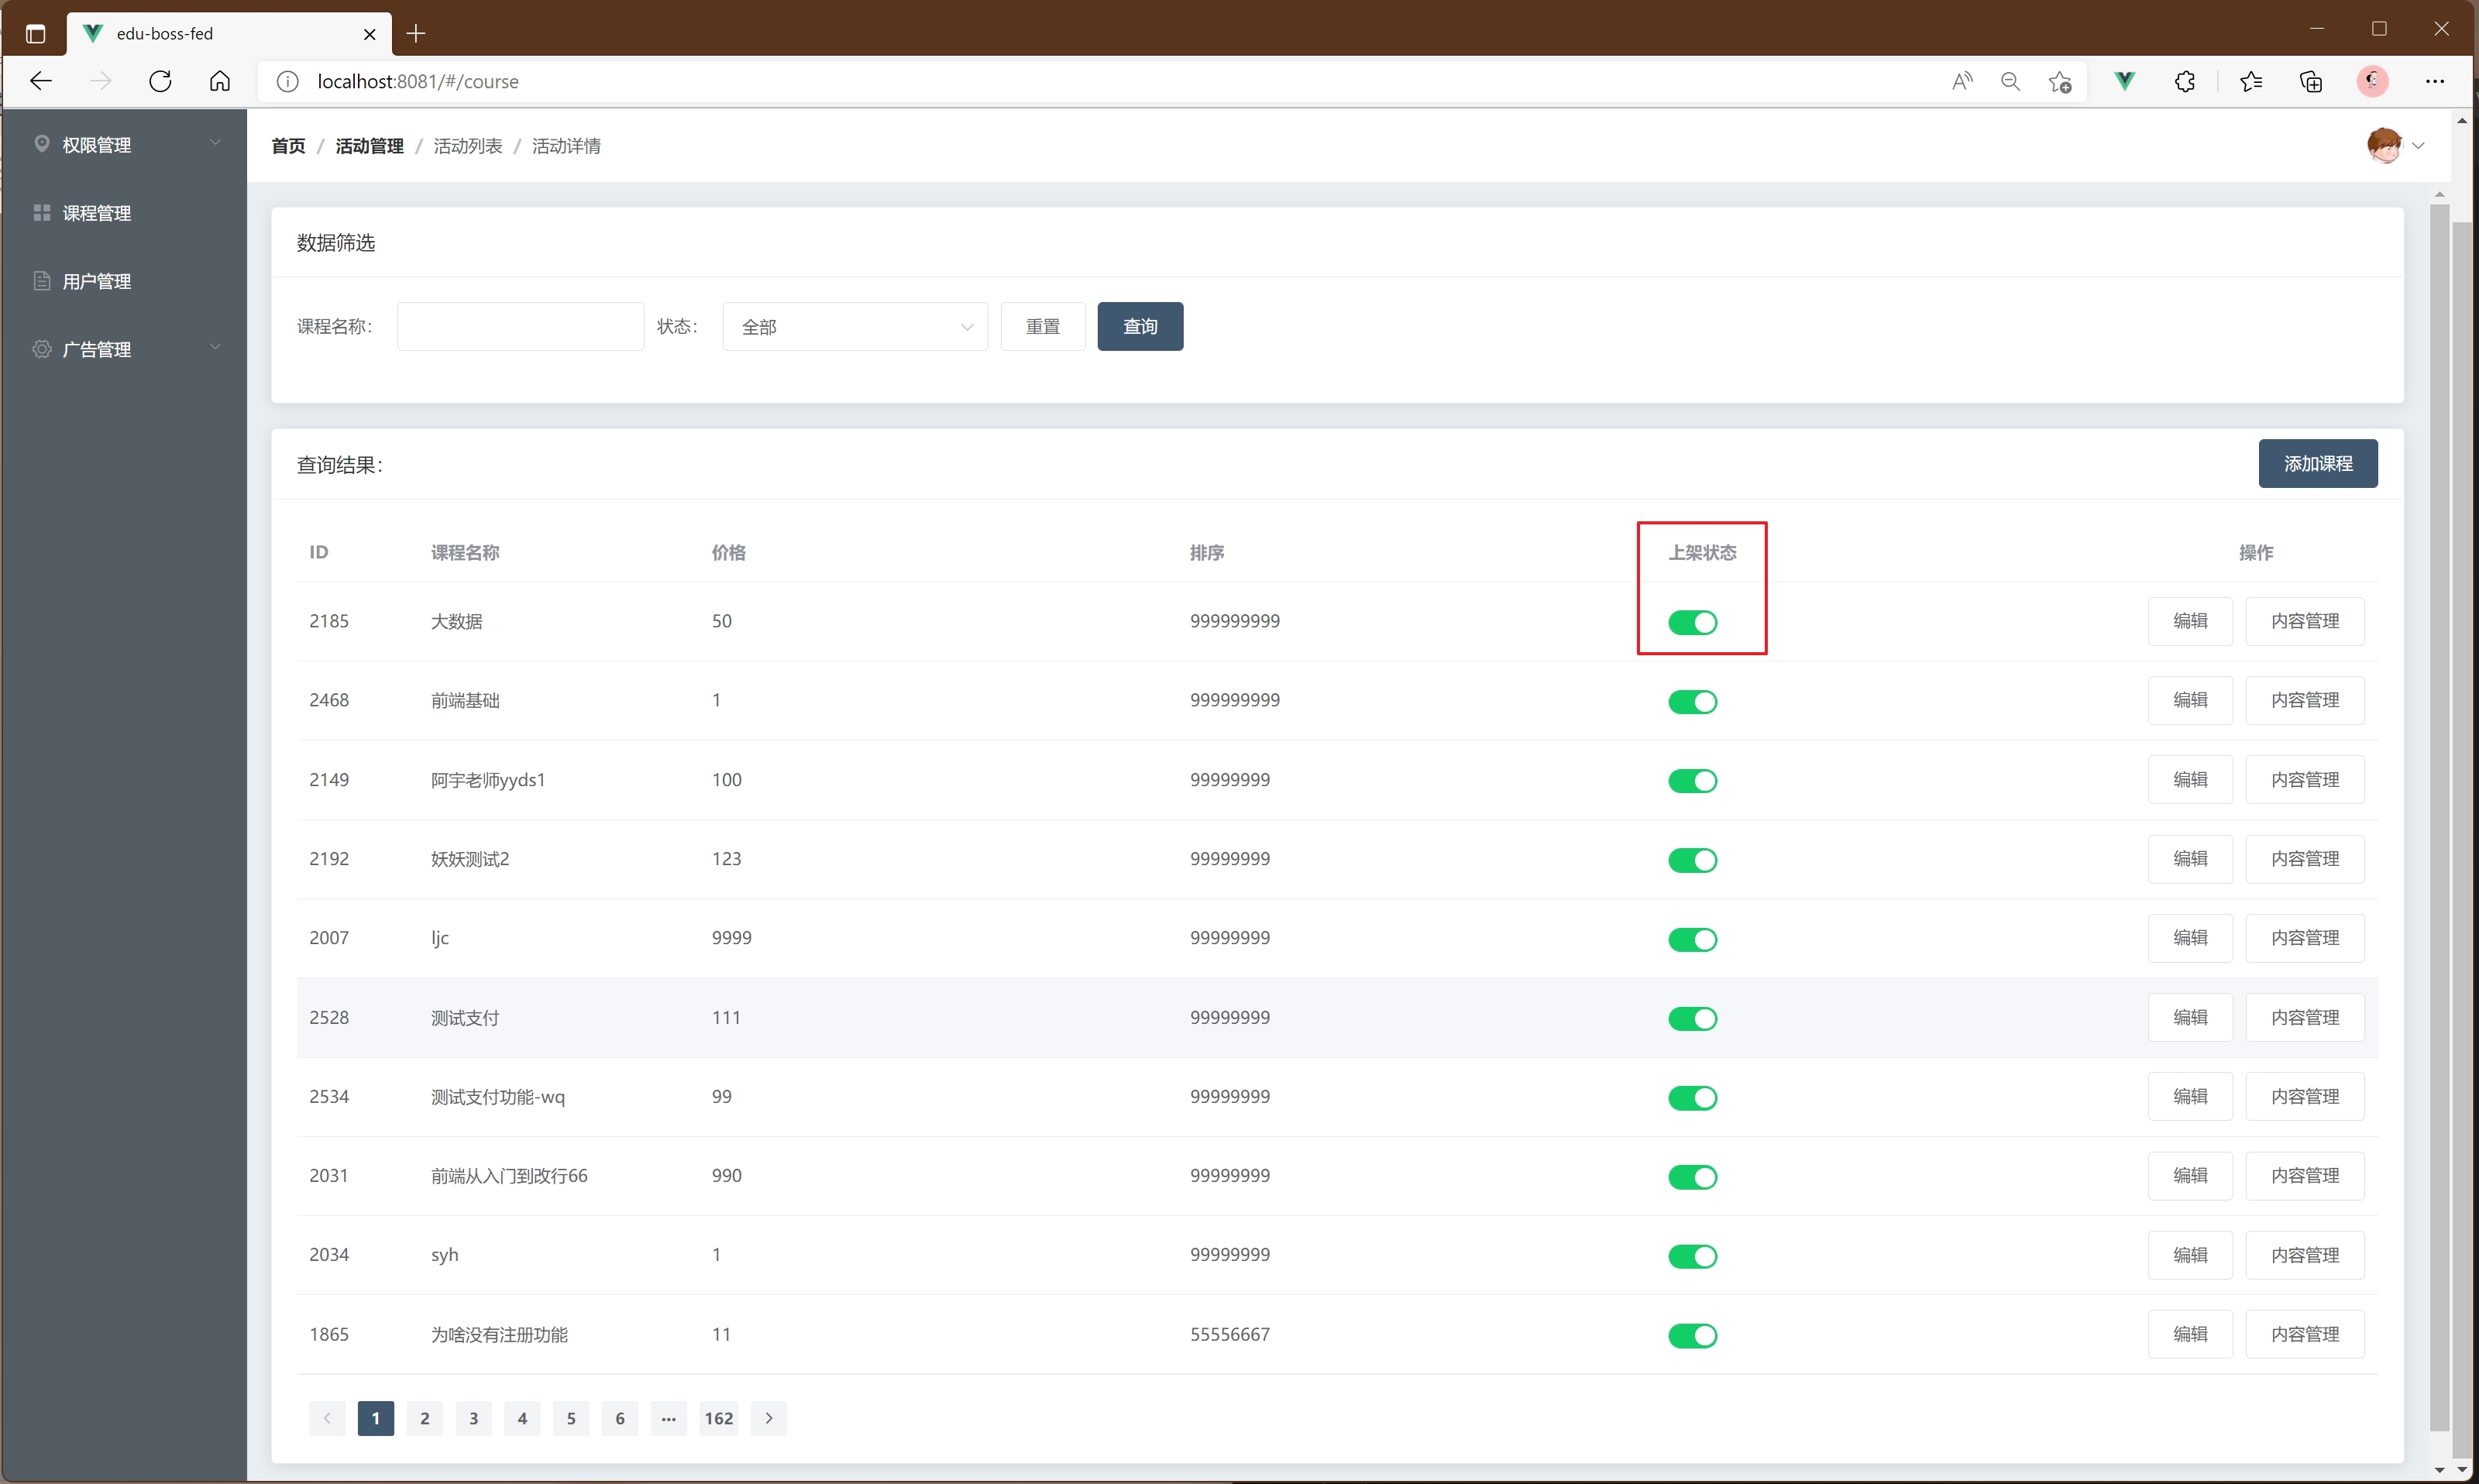 edu-boss-fed
localhost:8081/#/course
权限管理
课程管理
用户管理
广告管理
首页 / 活动管理 / 活动列表 / 活动详情
数据筛选
课程名称: 状态: 全部 重置 查询
查询结果: 添加课程
ID 课程名称 价格 排序 上架状态 操作
2185 大数据 50 999999999 编辑 内容管理
2468 前端基础 1 999999999 编辑 内容管理
2149 阿宇老师yyds1 100 99999999 编辑 内容管理
2192 妖妖测试2 123 99999999 编辑 内容管理
2007 ljc 9999 99999999 编辑 内容管理
2528 测试支付 111 99999999 编辑 内容管理
2534 测试支付功能-wq 99 99999999 编辑 内容管理
2031 前端从入门到改行66 990 99999999 编辑 内容管理
2034 syh 1 99999999 编辑 内容管理
1865 为啥没有注册功能 11 55556667 编辑 内容管理
1 2 3 4 5 6 ... 162